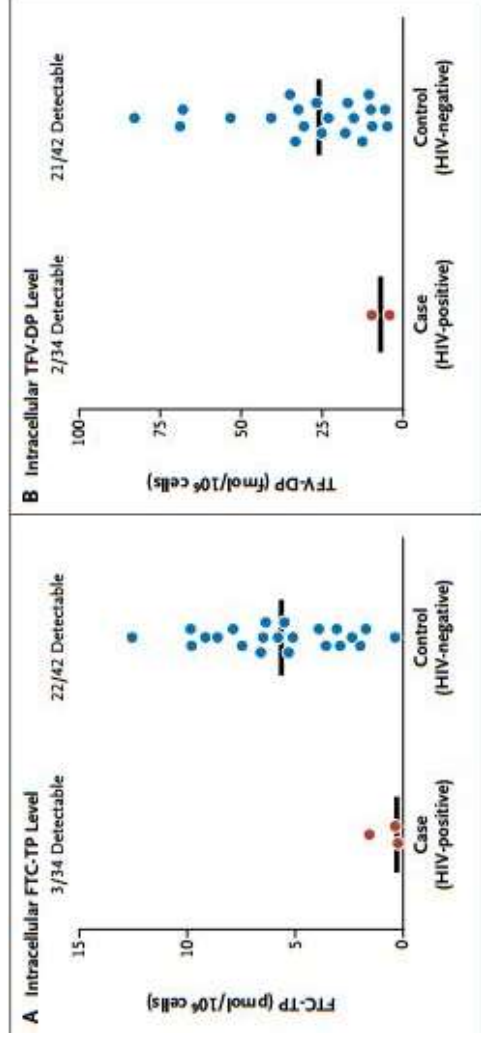 A Intracellular FTC-TP Level
3/34 Detectable
22/42 Detectable
15
10
5
0
FTC-TP (pmol/10⁶ cells)
Case
(HIV-positive)
Control
(HIV-negative)
B Intracellular TFV-DP Level
2/34 Detectable
21/42 Detectable
100
75
50
25
0
TFV-DP (fmol/10⁶ cells)
Case
(HIV-positive)
Control
(HIV-negative)